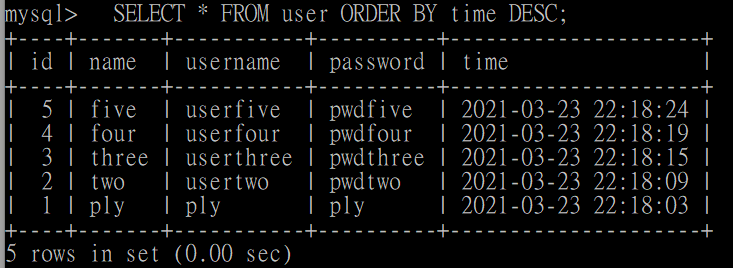 mysql>   SELECT * FROM user ORDER BY time DESC;
+----+-------+-----------+----------+---------------------+
| id | name  | username  | password | time                |
+----+-------+-----------+----------+---------------------+
|  5 | five  | userfive  | pwdfive  | 2021-03-23 22:18:24 |
|  4 | four  | userfour  | pwdfour  | 2021-03-23 22:18:19 |
|  3 | three | userthree | pwdthree | 2021-03-23 22:18:15 |
|  2 | two   | usertwo   | pwdtwo   | 2021-03-23 22:18:09 |
|  1 | ply   | ply       | ply      | 2021-03-23 22:18:03 |
+----+-------+-----------+----------+---------------------+
5 rows in set (0.00 sec)